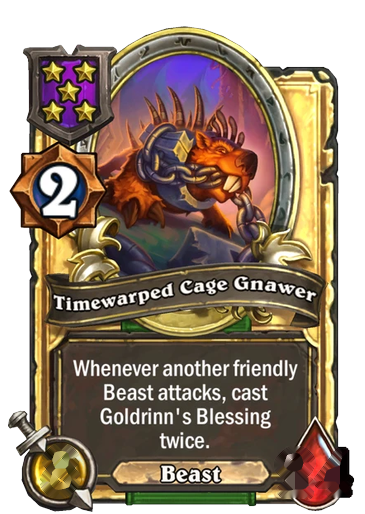 2
Timewarped Cage Gnawer
Whenever another friendly
Beast attacks, cast
Goldrinn's Blessing
twice.
Beast